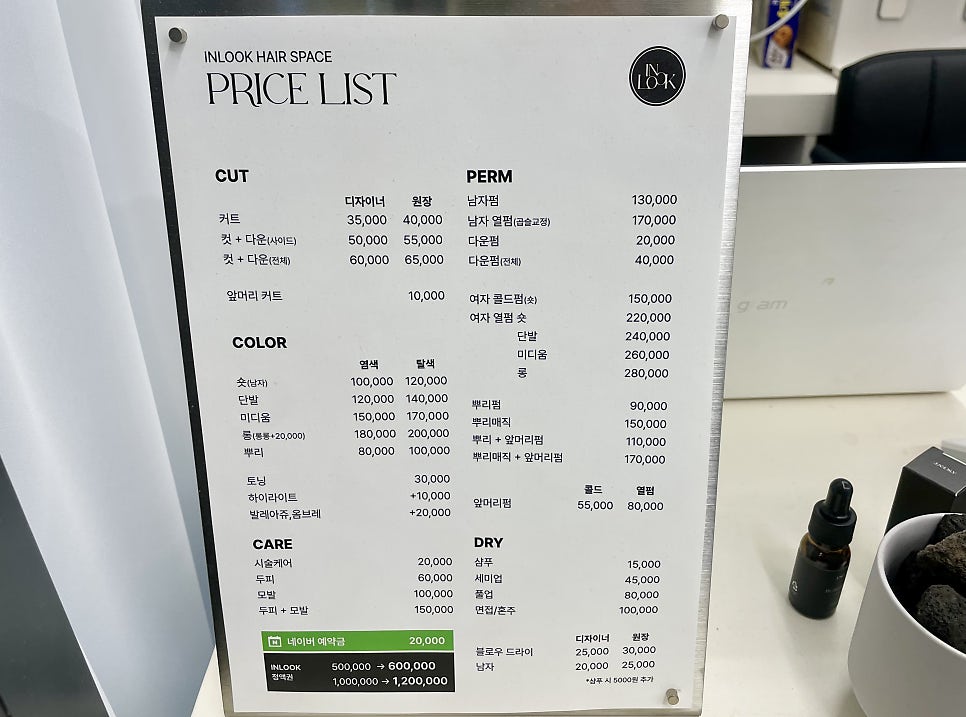 INLOOK HAIR SPACE
PRICE LIST
IN
LOOK
CUT
디자이너 원장
커트 35,000 40,000
컷 + 다운(사이드) 50,000 55,000
컷 + 다운(전체) 60,000 65,000
앞머리 커트 10,000
COLOR
염색 탈색
숏(남자) 100,000 120,000
단발 120,000 140,000
미디움 150,000 170,000
롱(롱롱+20,000) 180,000 200,000
뿌리 80,000 100,000
토닝 30,000
하이라이트 +10,000
발레아쥬,옴브레 +20,000
CARE
시술케어 20,000
두피 60,000
모발 100,000
두피 + 모발 150,000
네이버 예약금 20,000
INLOOK 정액권
500,000 → 600,000
1,000,000 → 1,200,000
PERM
남자펌 130,000
남자 열펌(곱슬교정) 170,000
다운펌 20,000
다운펌(전체) 40,000
여자 콜드펌(숏) 150,000
여자 열펌 숏 220,000
단발 240,000
미디움 260,000
롱 280,000
뿌리펌 90,000
뿌리매직 150,000
뿌리 + 앞머리펌 110,000
뿌리매직 + 앞머리펌 170,000
콜드 열펌
앞머리펌 55,000 80,000
DRY
샴푸 15,000
세미업 45,000
풀업 80,000
면접/혼주 100,000
디자이너 원장
블로우 드라이 25,000 30,000
남자 20,000 25,000
*샴푸 시 5000원 추가
gram